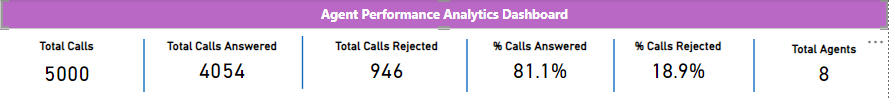 Agent Performance Analytics Dashboard
Total Calls
5000
Total Calls Answered
4054
Total Calls Rejected
946
% Calls Answered
81.1%
% Calls Rejected
18.9%
Total Agents
8